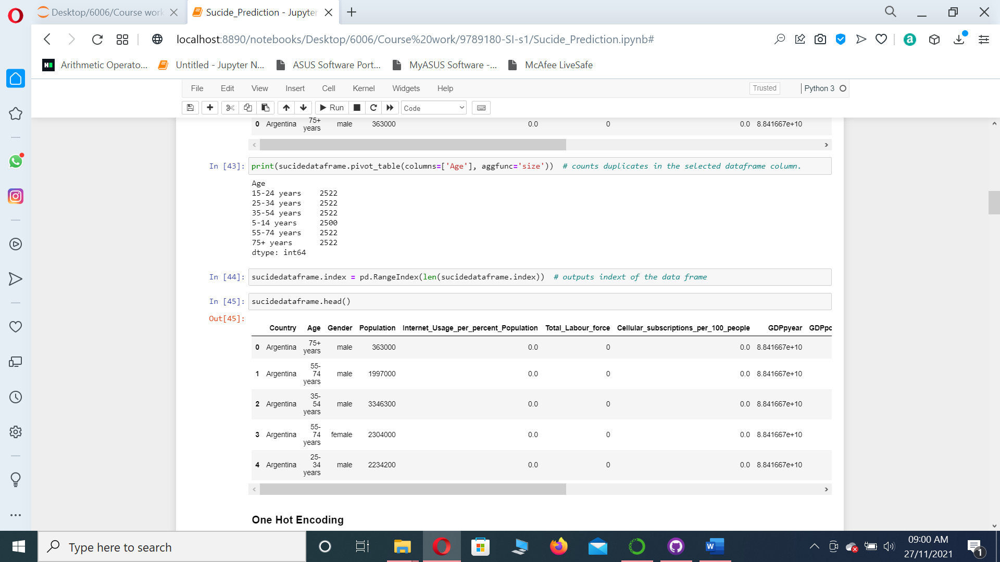 Desktop/6006/Course work
Sucide_Prediction - Jupyter
localhost:8890/notebooks/Desktop/6006/Course%20work/9789180-SI-s1/Sucide_Prediction.ipynb#
Arithmetic Operato... Untitled - Jupyter N... ASUS Software Port... MyASUS Software -... McAfee LiveSafe
File Edit View Insert Cell Kernel Widgets Help Trusted Python 3
Run Code
0 Argentina 75+ years male 363000 0.0 0 0.0 8.841667e+10
In [43]: print(sucidedataframe.pivot_table(columns=['Age'], aggfunc='size')) # counts duplicates in the selected dataframe column.
Age
15-24 years 2522
25-34 years 2522
35-54 years 2522
5-14 years 2500
55-74 years 2522
75+ years 2522
dtype: int64
In [44]: sucidedataframe.index = pd.RangeIndex(len(sucidedataframe.index)) # outputs indext of the data frame
In [45]: sucidedataframe.head()
Out[45]:
Country Age Gender Population Internet_Usage_per_percent_Population Total_Labour_force Cellular_subscriptions_per_100_people GDPpyear GDPpc
0 Argentina 75+ years male 363000 0.0 0 0.0 8.841667e+10
1 Argentina 55-74 years male 1997000 0.0 0 0.0 8.841667e+10
2 Argentina 35-54 years male 3346300 0.0 0 0.0 8.841667e+10
3 Argentina 55-74 years female 2304000 0.0 0 0.0 8.841667e+10
4 Argentina 25-34 years male 2234200 0.0 0 0.0 8.841667e+10
One Hot Encoding
Type here to search
09:00 AM
27/11/2021
1